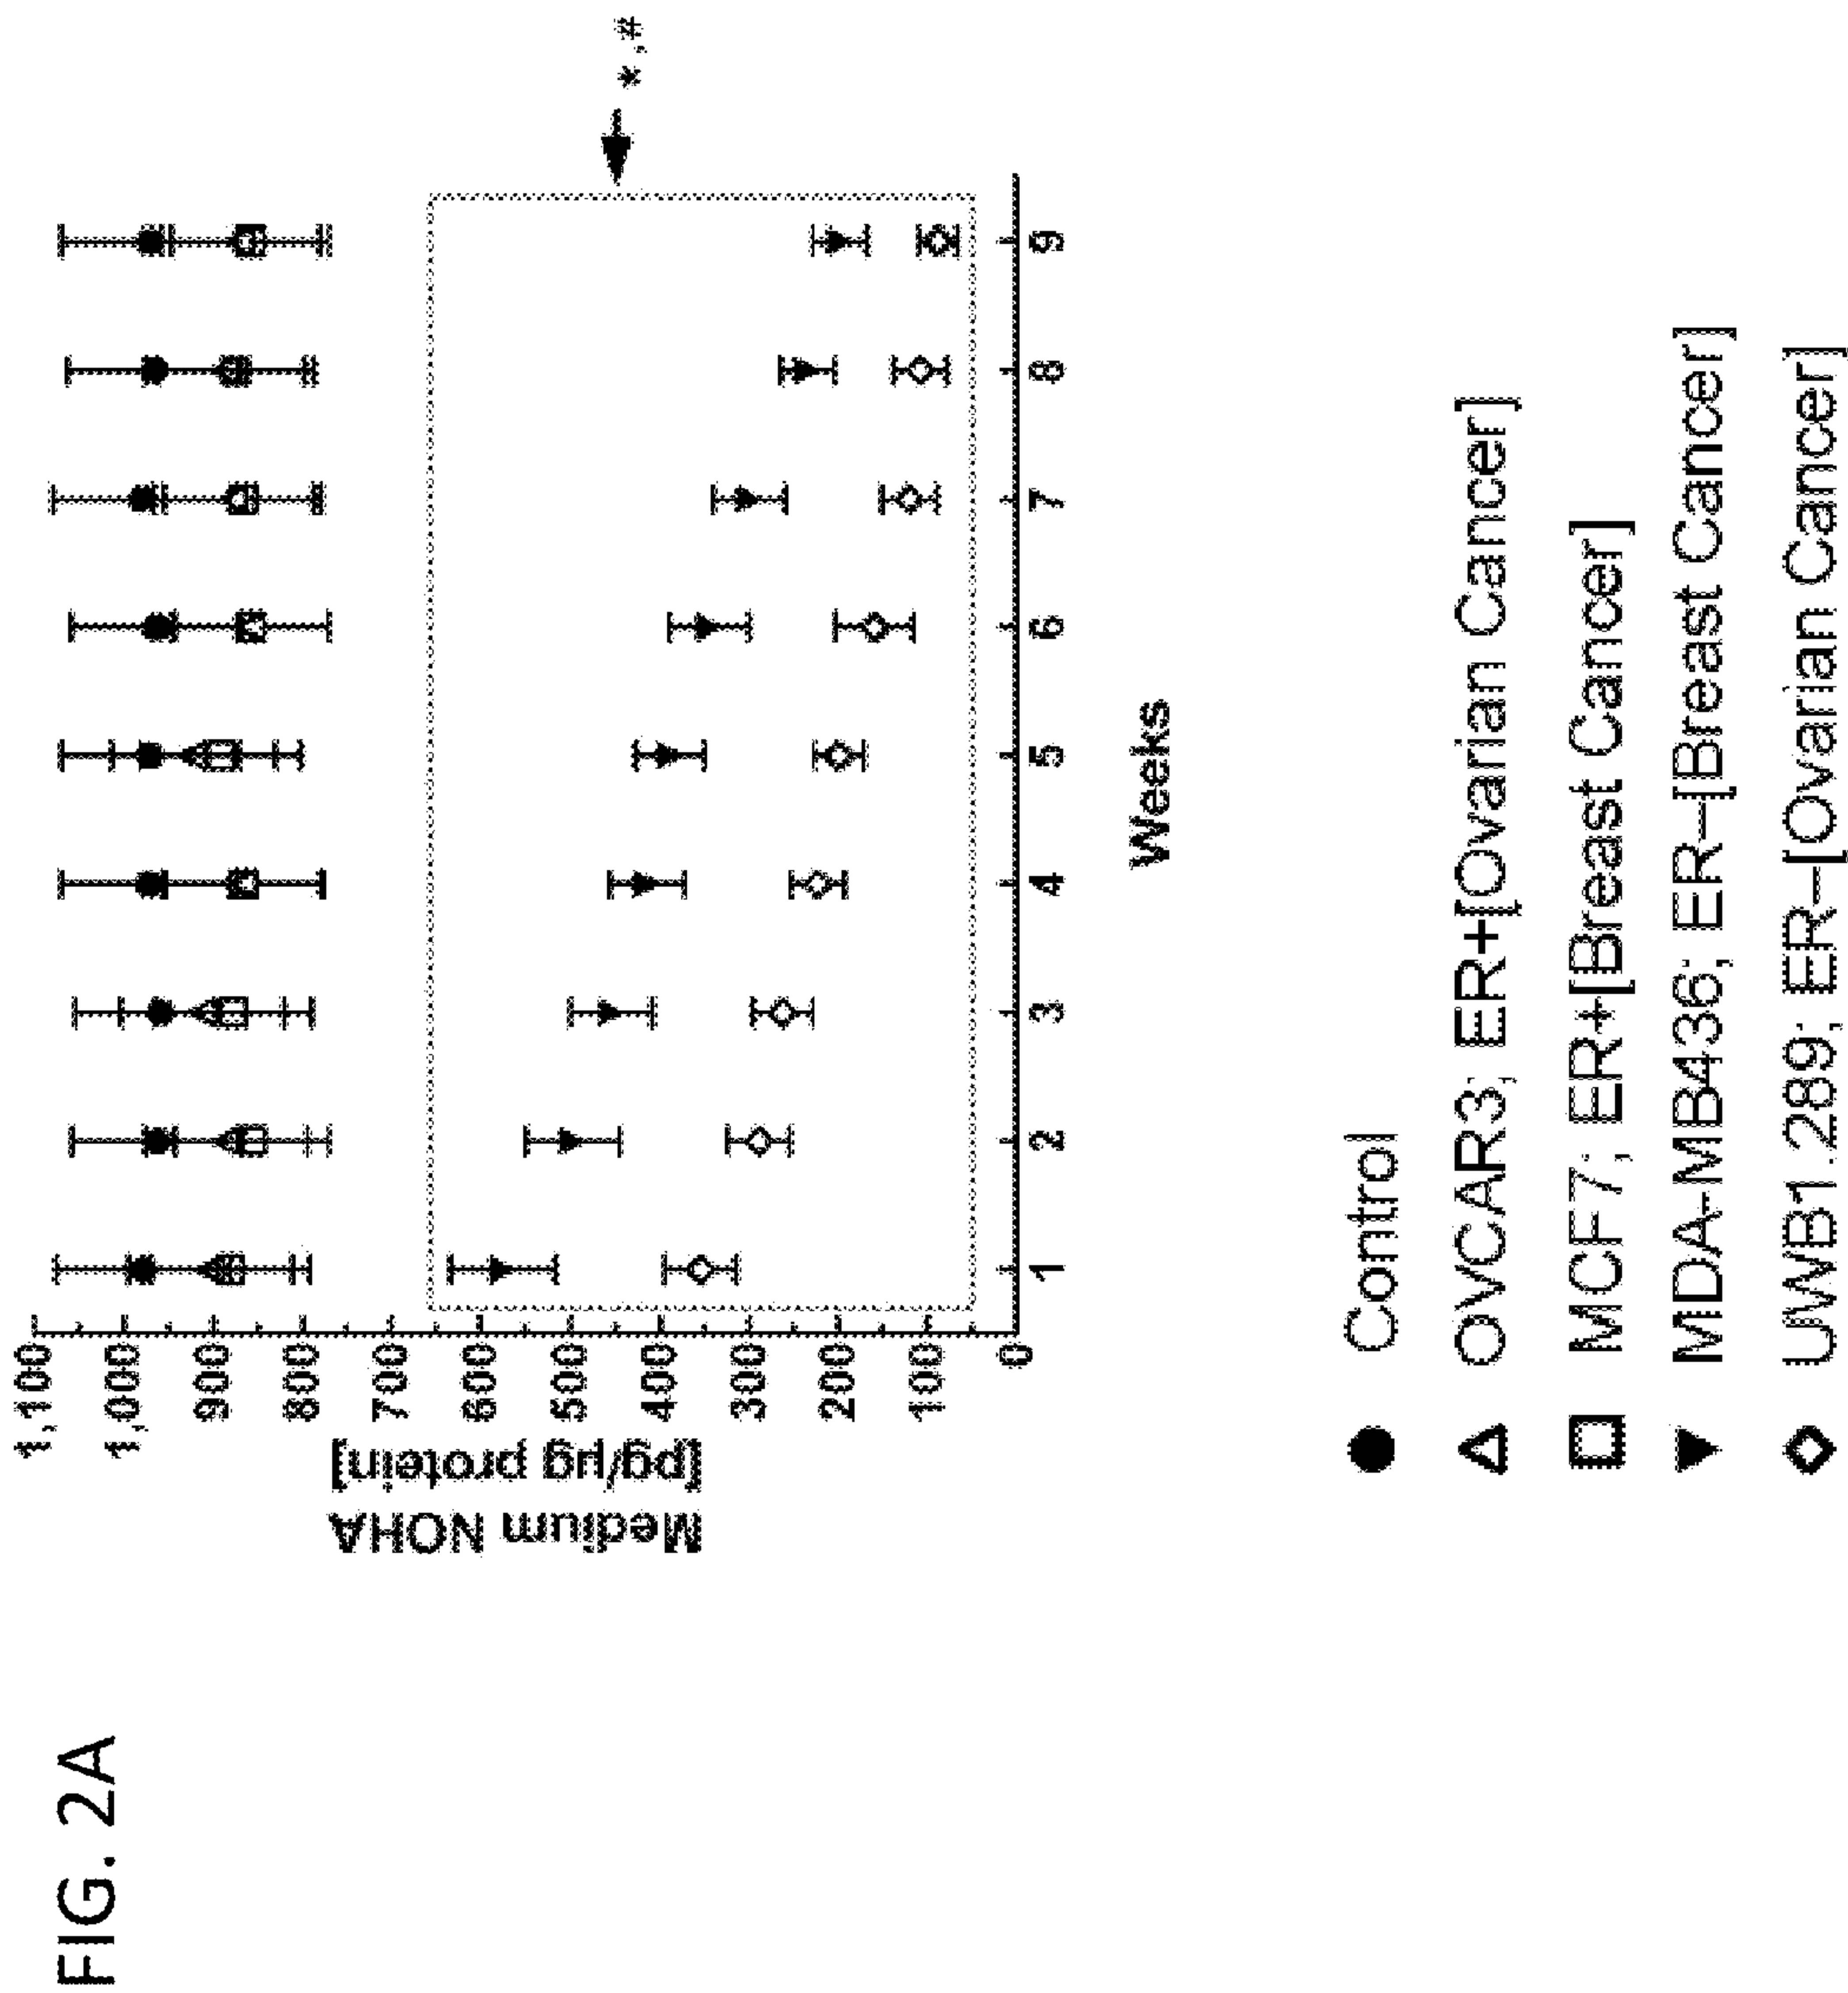 FIG. 2A
Medium NOHA
[pg/µg protein]
1,100
1,000
900
800
700
600
500
400
300
200
100
0
*,#
1 2 3 4 5 6 7 8 9
Weeks
Control
OVCAR3; ER+[Ovarian Cancer]
MCF7; ER+[Breast Cancer]
MDA-MB436; ER–[Breast Cancer]
UWB1.289; ER–[Ovarian Cancer]